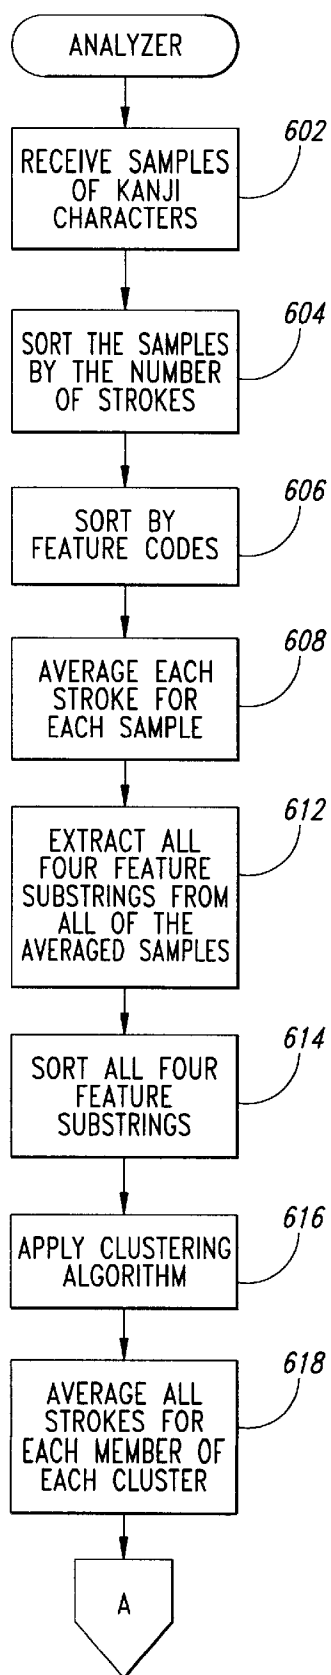 ANALYZER
602
RECEIVE SAMPLES
OF KANJI
CHARACTERS
604
SORT THE SAMPLES
BY THE NUMBER
OF STROKES
606
SORT BY
FEATURE CODES
608
AVERAGE EACH
STROKE FOR
EACH SAMPLE
612
EXTRACT ALL
FOUR FEATURE
SUBSTRINGS FROM
ALL OF THE
AVERAGED SAMPLES
614
SORT ALL FOUR
FEATURE
SUBSTRINGS
616
APPLY CLUSTERING
ALGORITHM
618
AVERAGE ALL
STROKES FOR
EACH MEMBER OF
EACH CLUSTER
A